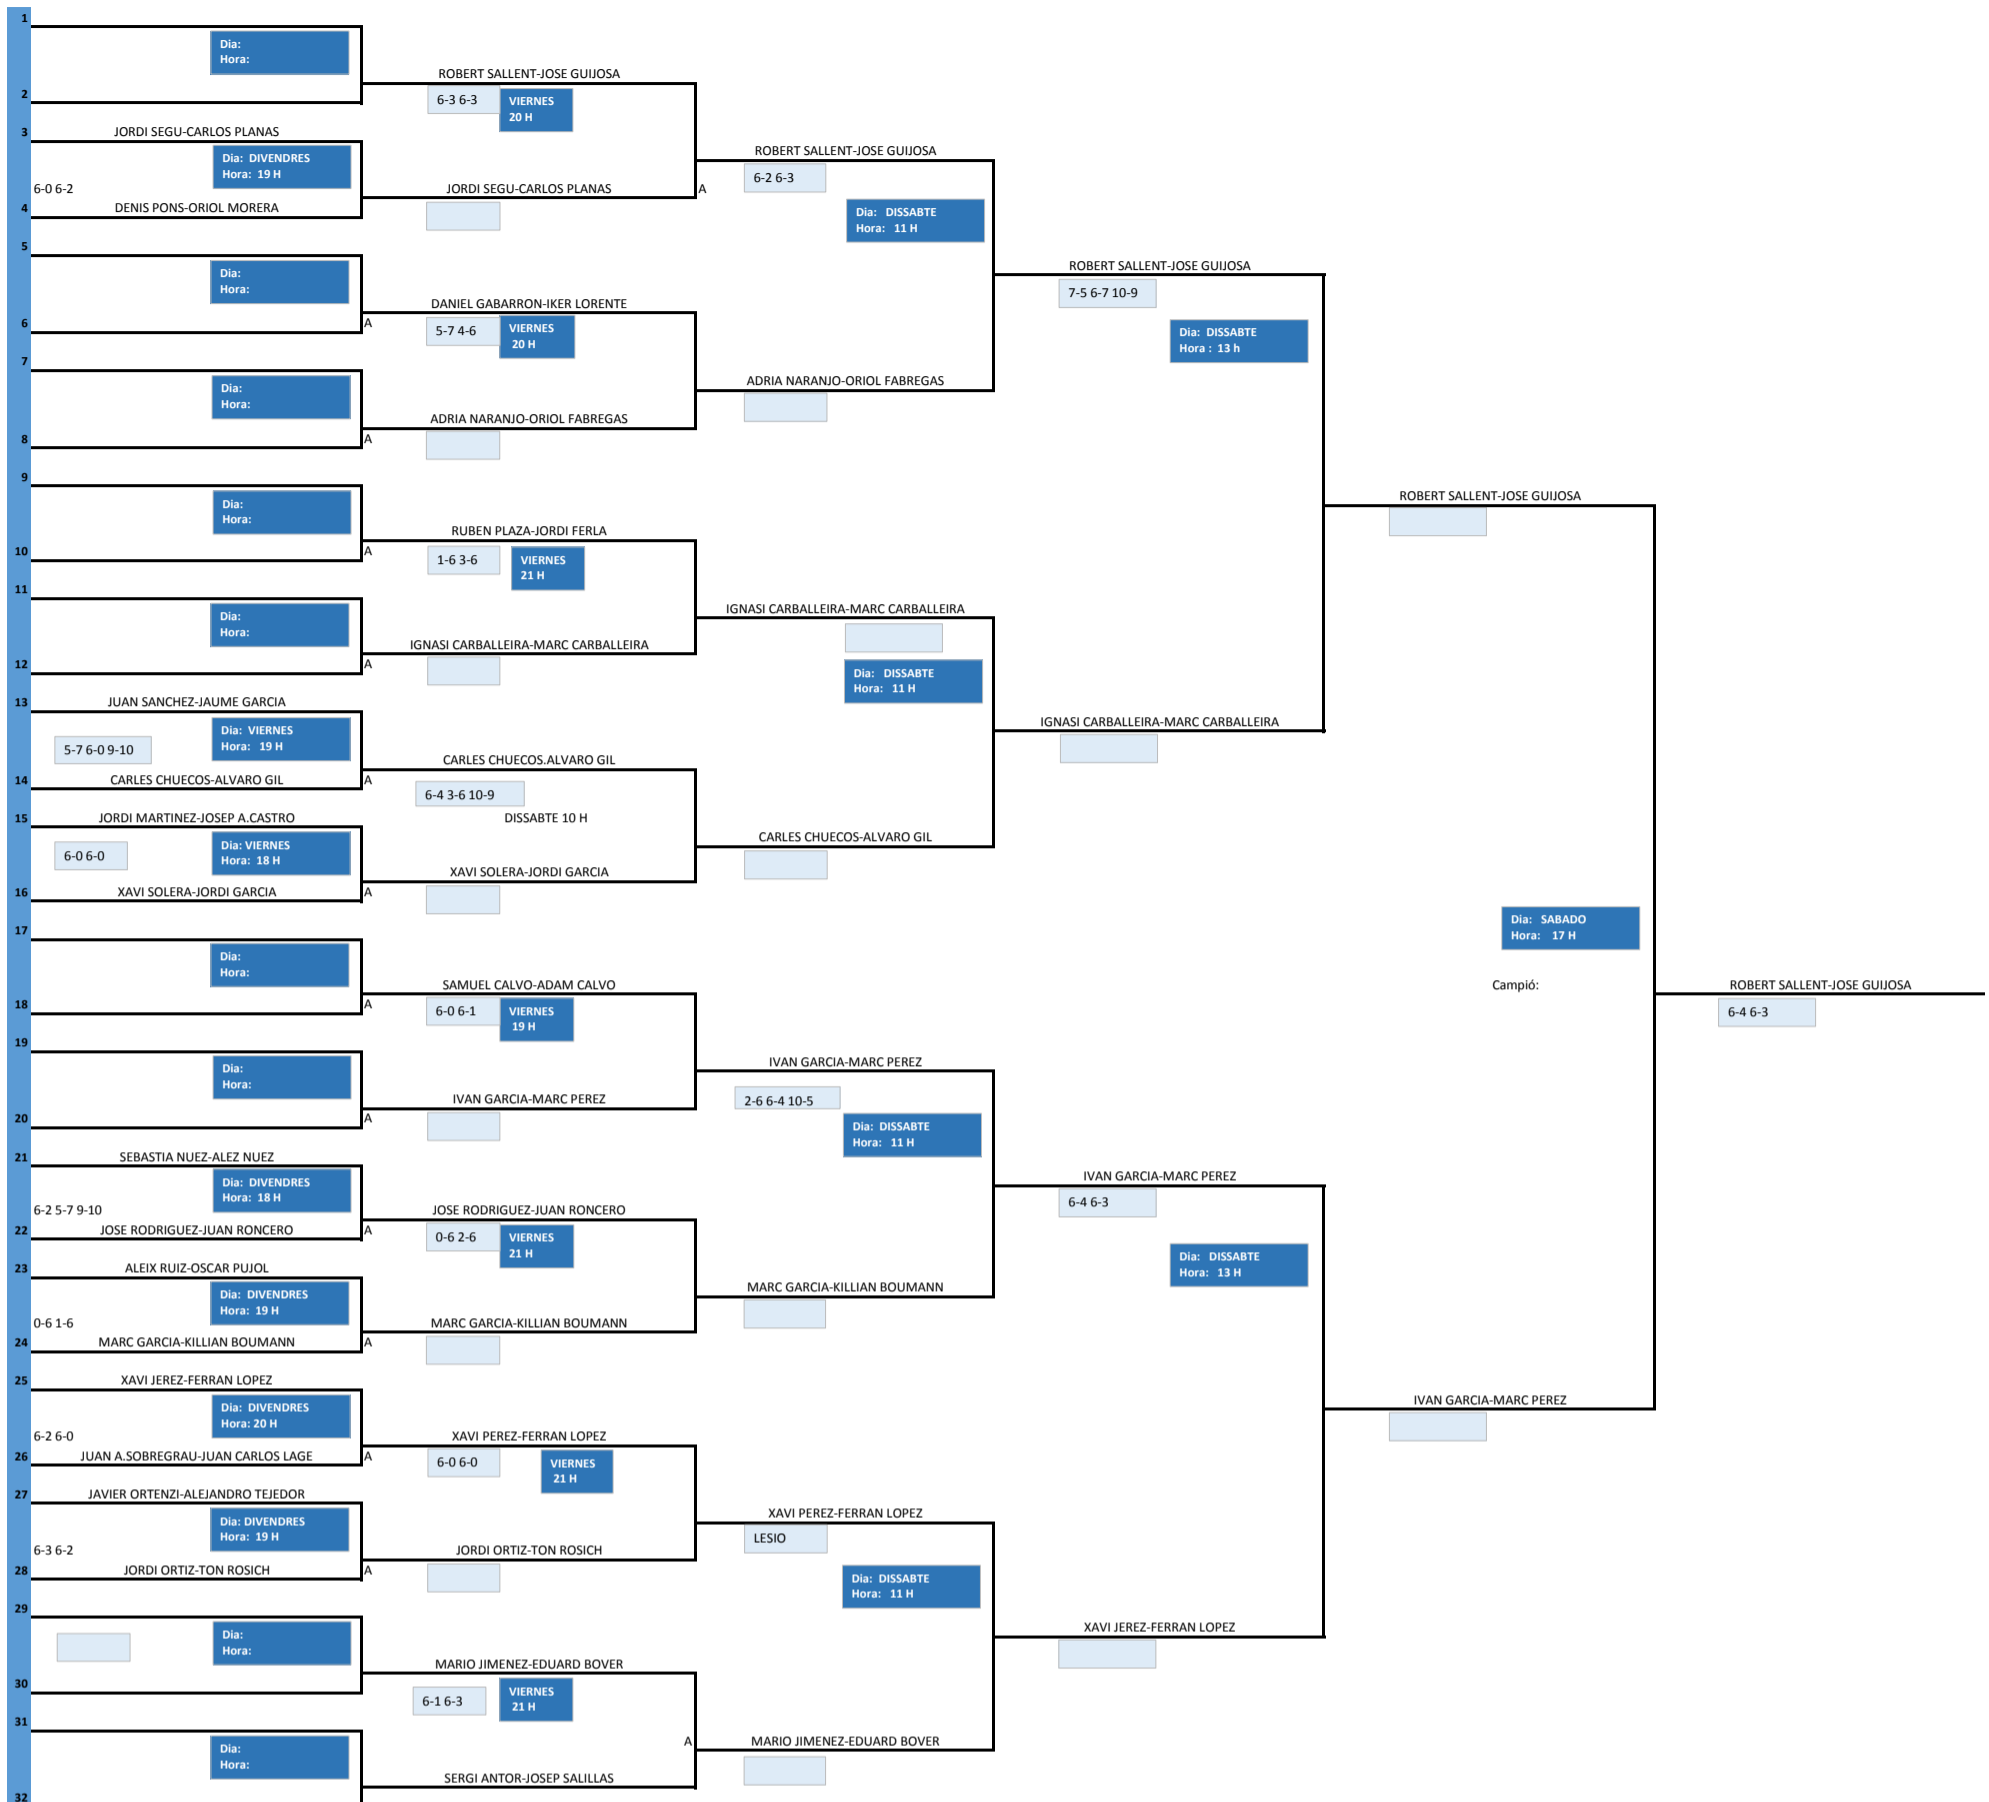 1
Dia:
Hora:
2
3
JORDI SEGU-CARLOS PLANAS
Dia: DIVENDRES
Hora: 19 H
6-0 6-2
4
DENIS PONS-ORIOL MORERA
5
Dia:
Hora:
6
A
7
Dia:
Hora:
8
A
9
Dia:
Hora:
10
A
11
Dia:
Hora:
12
A
13
JUAN SANCHEZ-JAUME GARCIA
Dia: VIERNES
Hora: 19 H
5-7 6-0 9-10
14
CARLES CHUECOS-ALVARO GIL
A
15
JORDI MARTINEZ-JOSEP A.CASTRO
Dia: VIERNES
Hora: 18 H
6-0 6-0
16
XAVI SOLERA-JORDI GARCIA
A
17
Dia:
Hora:
18
A
19
Dia:
Hora:
20
A
21
SEBASTIA NUEZ-ALEZ NUEZ
Dia: DIVENDRES
Hora: 18 H
6-2 5-7 9-10
22
JOSE RODRIGUEZ-JUAN RONCERO
A
23
ALEIX RUIZ-OSCAR PUJOL
Dia: DIVENDRES
Hora: 19 H
0-6 1-6
24
MARC GARCIA-KILLIAN BOUMANN
A
25
XAVI JEREZ-FERRAN LOPEZ
Dia: DIVENDRES
Hora: 20 H
6-2 6-0
26
JUAN A.SOBREGRAU-JUAN CARLOS LAGE
A
27
JAVIER ORTENZI-ALEJANDRO TEJEDOR
Dia: DIVENDRES
Hora: 19 H
6-3 6-2
28
JORDI ORTIZ-TON ROSICH
A
29
Dia:
Hora:
30
31
Dia:
Hora:
32
ROBERT SALLENT-JOSE GUIJOSA
6-3 6-3
VIERNES
20 H
JORDI SEGU-CARLOS PLANAS
A
DANIEL GABARRON-IKER LORENTE
5-7 4-6
VIERNES
20 H
ADRIA NARANJO-ORIOL FABREGAS
RUBEN PLAZA-JORDI FERLA
1-6 3-6
VIERNES
21 H
IGNASI CARBALLEIRA-MARC CARBALLEIRA
CARLES CHUECOS.ALVARO GIL
6-4 3-6 10-9
DISSABTE 10 H
XAVI SOLERA-JORDI GARCIA
SAMUEL CALVO-ADAM CALVO
6-0 6-1
VIERNES
19 H
IVAN GARCIA-MARC PEREZ
JOSE RODRIGUEZ-JUAN RONCERO
0-6 2-6
VIERNES
21 H
MARC GARCIA-KILLIAN BOUMANN
XAVI PEREZ-FERRAN LOPEZ
6-0 6-0
VIERNES
21 H
JORDI ORTIZ-TON ROSICH
MARIO JIMENEZ-EDUARD BOVER
6-1 6-3
VIERNES
21 H
A
SERGI ANTOR-JOSEP SALILLAS
ROBERT SALLENT-JOSE GUIJOSA
6-2 6-3
Dia: DISSABTE
Hora: 11 H
ADRIA NARANJO-ORIOL FABREGAS
IGNASI CARBALLEIRA-MARC CARBALLEIRA
Dia: DISSABTE
Hora: 11 H
CARLES CHUECOS-ALVARO GIL
IVAN GARCIA-MARC PEREZ
2-6 6-4 10-5
Dia: DISSABTE
Hora: 11 H
MARC GARCIA-KILLIAN BOUMANN
XAVI PEREZ-FERRAN LOPEZ
LESIO
Dia: DISSABTE
Hora: 11 H
MARIO JIMENEZ-EDUARD BOVER
ROBERT SALLENT-JOSE GUIJOSA
7-5 6-7 10-9
Dia: DISSABTE
Hora : 13 h
IGNASI CARBALLEIRA-MARC CARBALLEIRA
IVAN GARCIA-MARC PEREZ
6-4 6-3
Dia: DISSABTE
Hora: 13 H
XAVI JEREZ-FERRAN LOPEZ
ROBERT SALLENT-JOSE GUIJOSA
Dia: SABADO
Hora: 17 H
Campió:
IVAN GARCIA-MARC PEREZ
ROBERT SALLENT-JOSE GUIJOSA
6-4 6-3